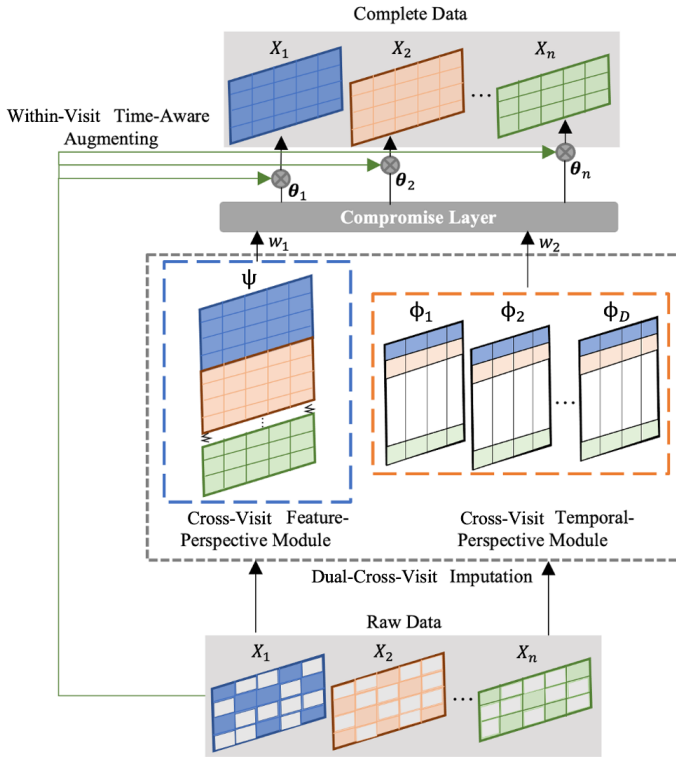 Complete Data
X₁ X₂ Xₙ
...
Within-Visit Time-Aware
Augmenting
θ₁ θ₂ θₙ
Compromise Layer
w₁ w₂
Ψ
ϕ₁ ϕ₂ ϕ_D
...
Cross-Visit Feature-
Perspective Module
Cross-Visit Temporal-
Perspective Module
Dual-Cross-Visit Imputation
Raw Data
X₁ X₂ Xₙ
...